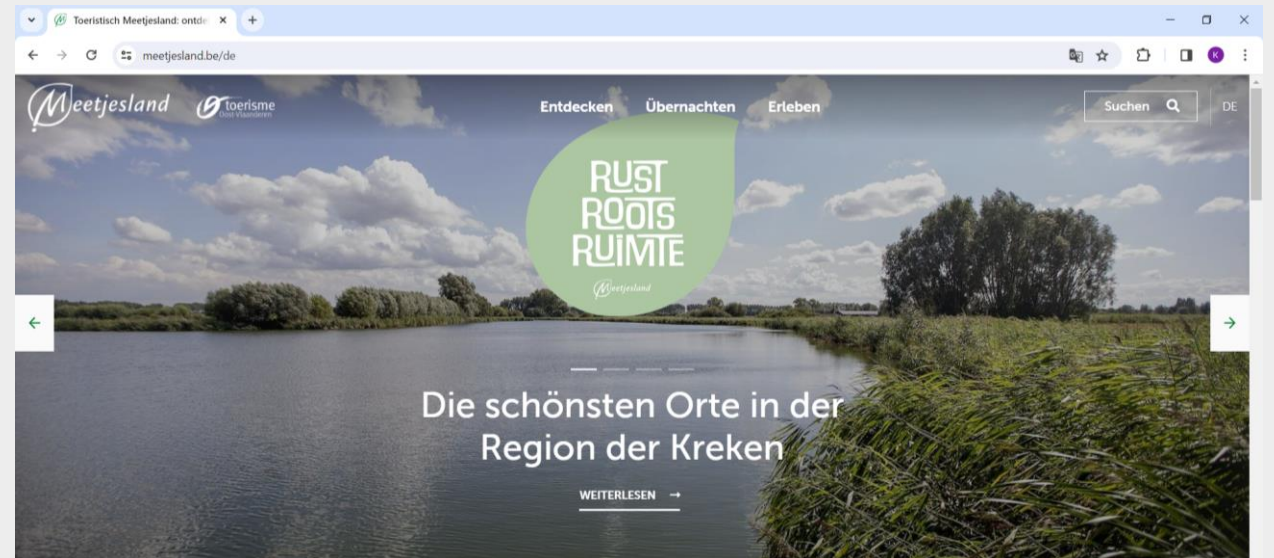 Toeristisch Meetjesland: ontde
meetjesland.be/de
K
Meetjesland
toerisme
Oost-Vlaanderen
Entdecken Übernachten Erleben
Suchen
DE
RUST
ROOTS
RUIMTE
Meetjesland
Die schönsten Orte in der
Region der Kreken
WEITERLESEN →